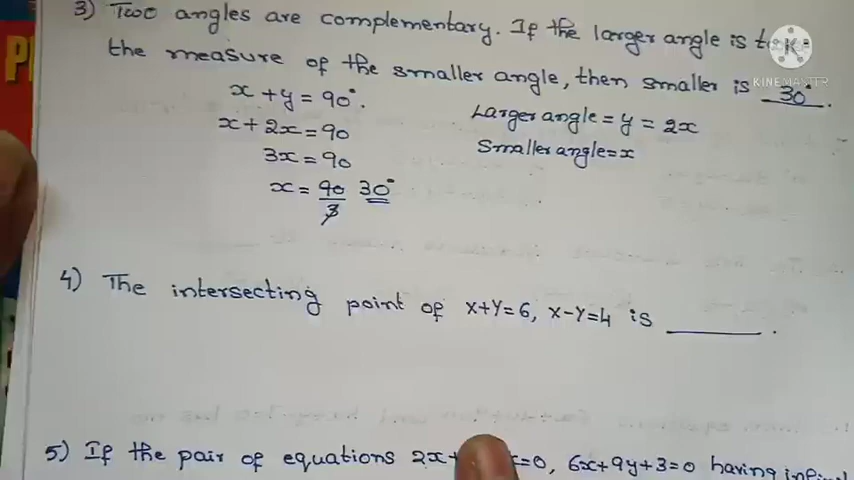 3) Two angles are complementary. If the larger angle is
the measure of the smaller angle, then smaller is 30°.
x + y = 90°.
Larger angle = y = 2x
x + 2x = 90
Smaller angle = x
3x = 90
x = 90/3 30°
4) The intersecting point of x+y=6, x-y=4 is ______.
5) If the pair of equations 2x+ =0, 6x+9y+3=0 having
K
KINEMASTER